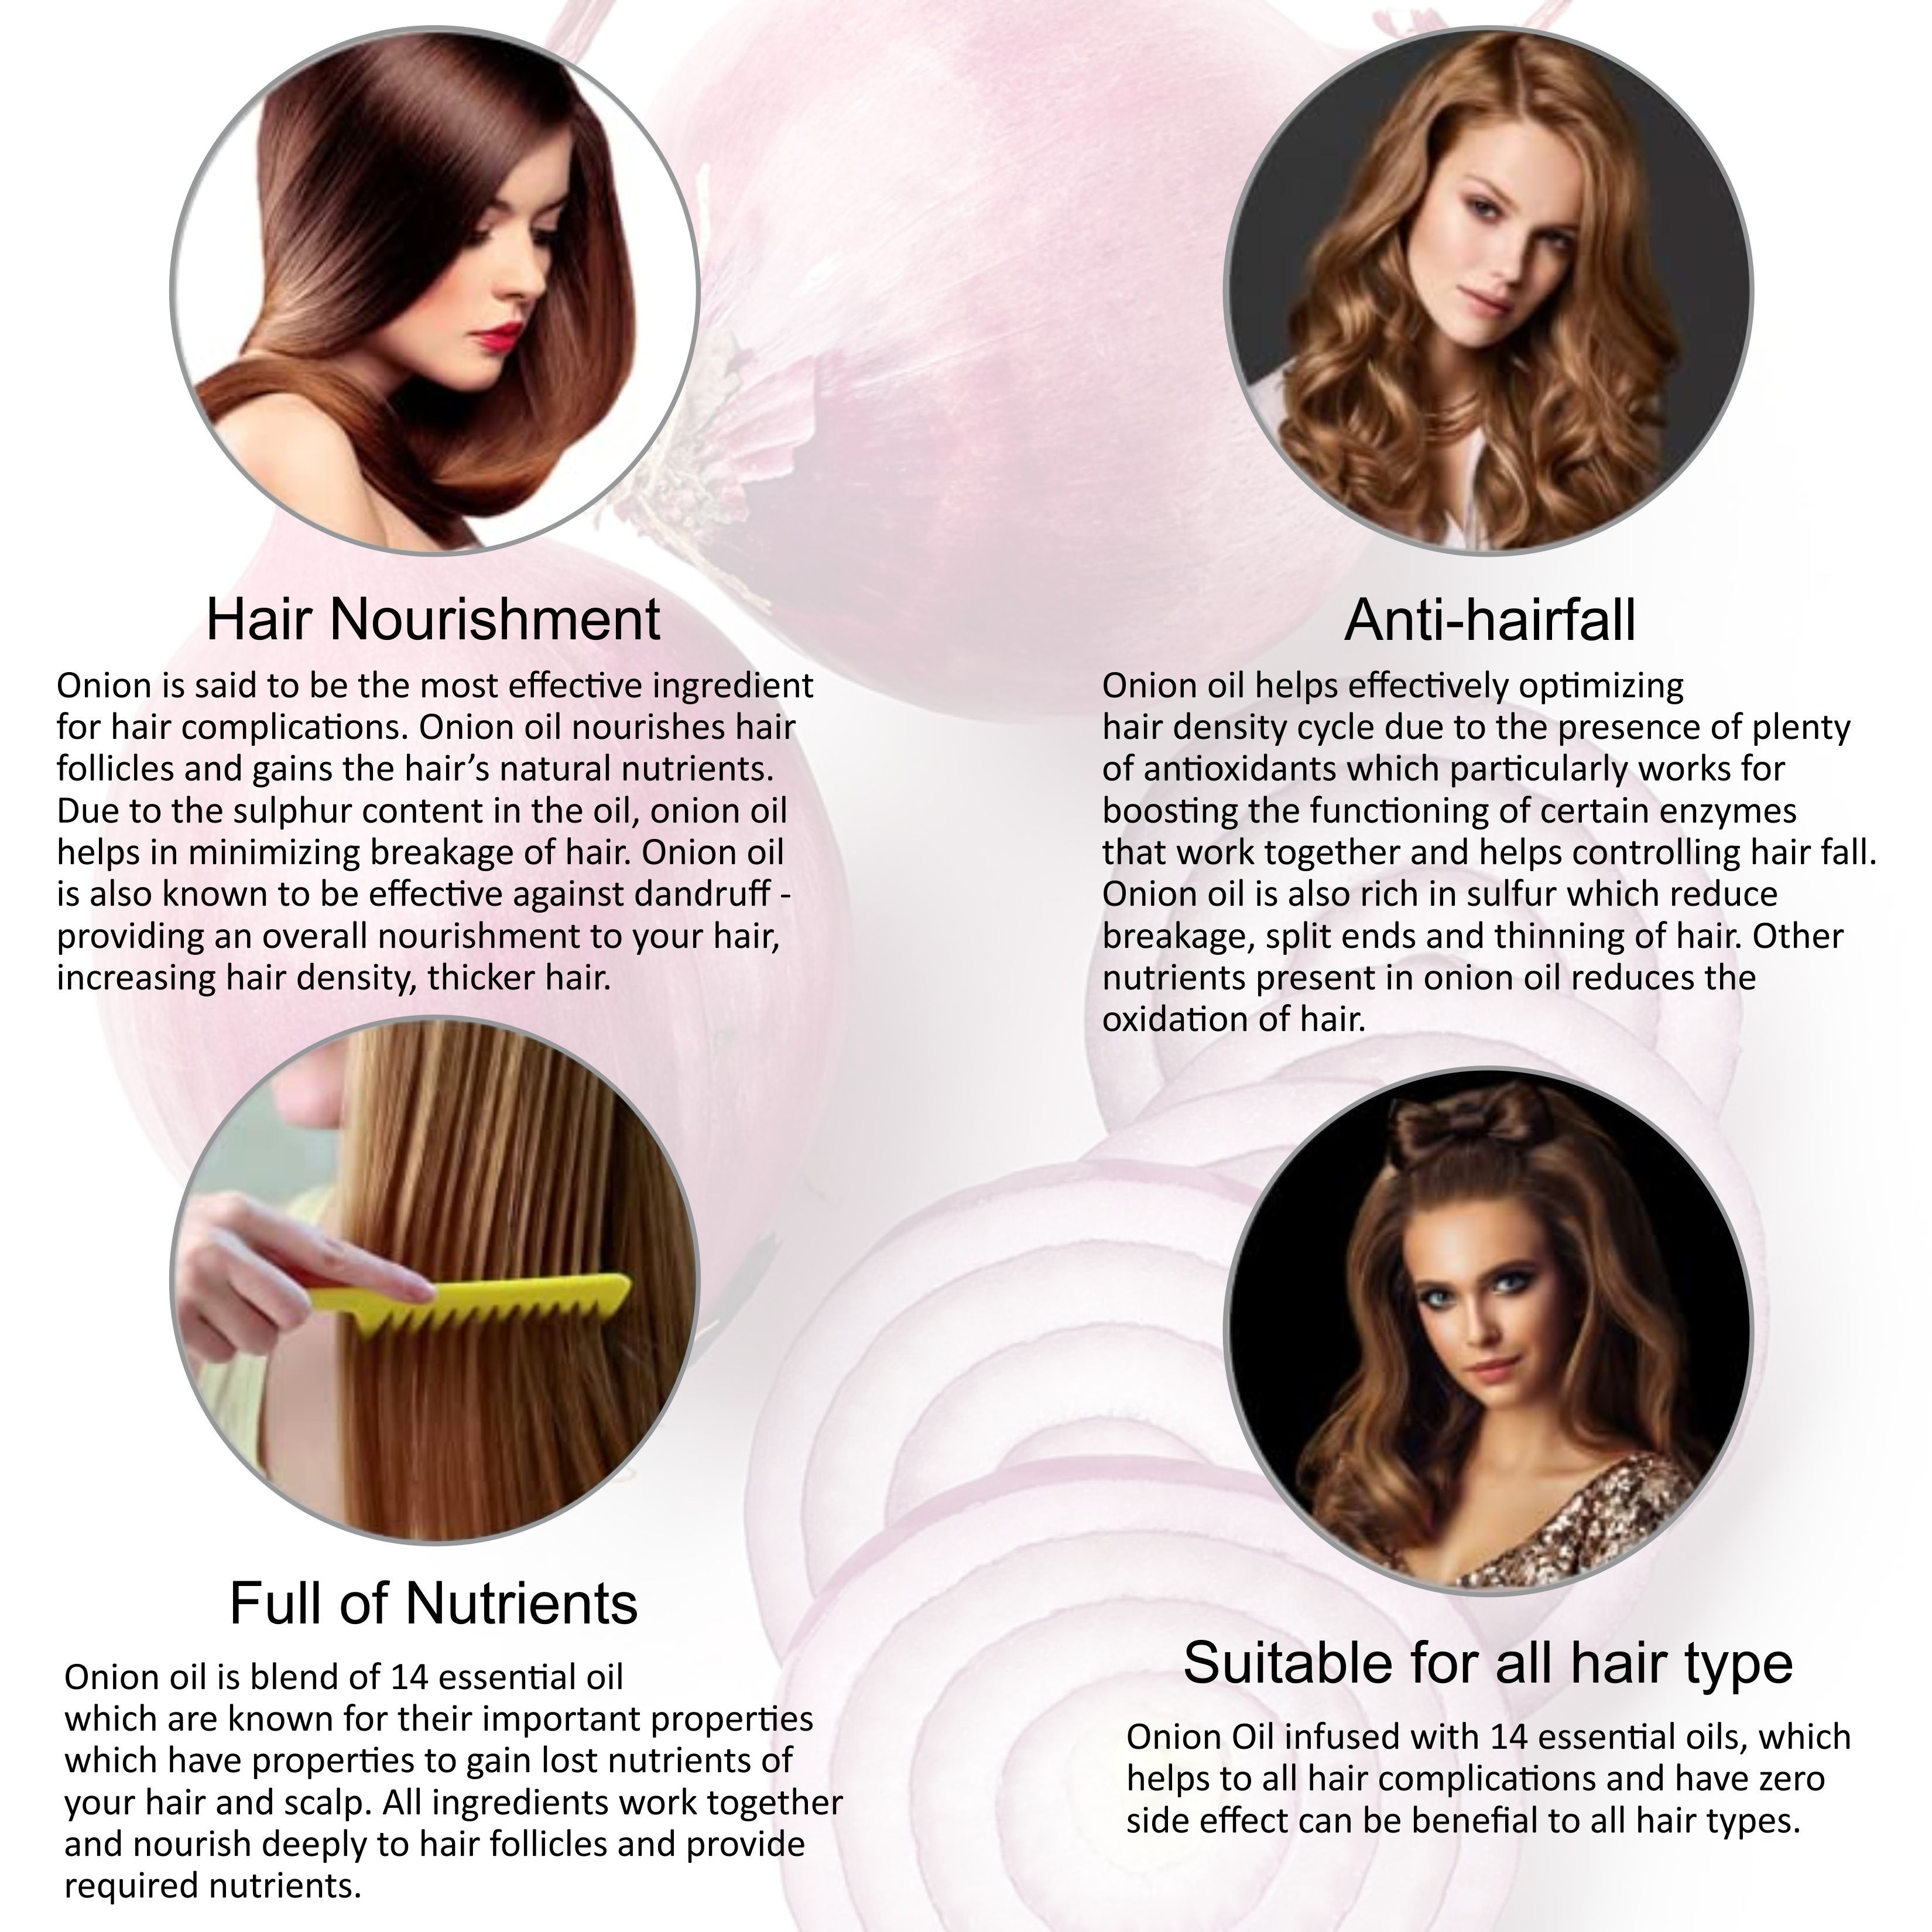 Hair Nourishment
Onion is said to be the most effective ingredient
for hair complications. Onion oil nourishes hair
follicles and gains the hair’s natural nutrients.
Due to the sulphur content in the oil, onion oil
helps in minimizing breakage of hair. Onion oil
is also known to be effective against dandruff -
providing an overall nourishment to your hair,
increasing hair density, thicker hair.
Anti-hairfall
Onion oil helps effectively optimizing
hair density cycle due to the presence of plenty
of antioxidants which particularly works for
boosting the functioning of certain enzymes
that work together and helps controlling hair fall.
Onion oil is also rich in sulfur which reduce
breakage, split ends and thinning of hair. Other
nutrients present in onion oil reduces the
oxidation of hair.
Full of Nutrients
Onion oil is blend of 14 essential oil
which are known for their important properties
which have properties to gain lost nutrients of
your hair and scalp. All ingredients work together
and nourish deeply to hair follicles and provide
required nutrients.
Suitable for all hair type
Onion Oil infused with 14 essential oils, which
helps to all hair complications and have zero
side effect can be benefial to all hair types.